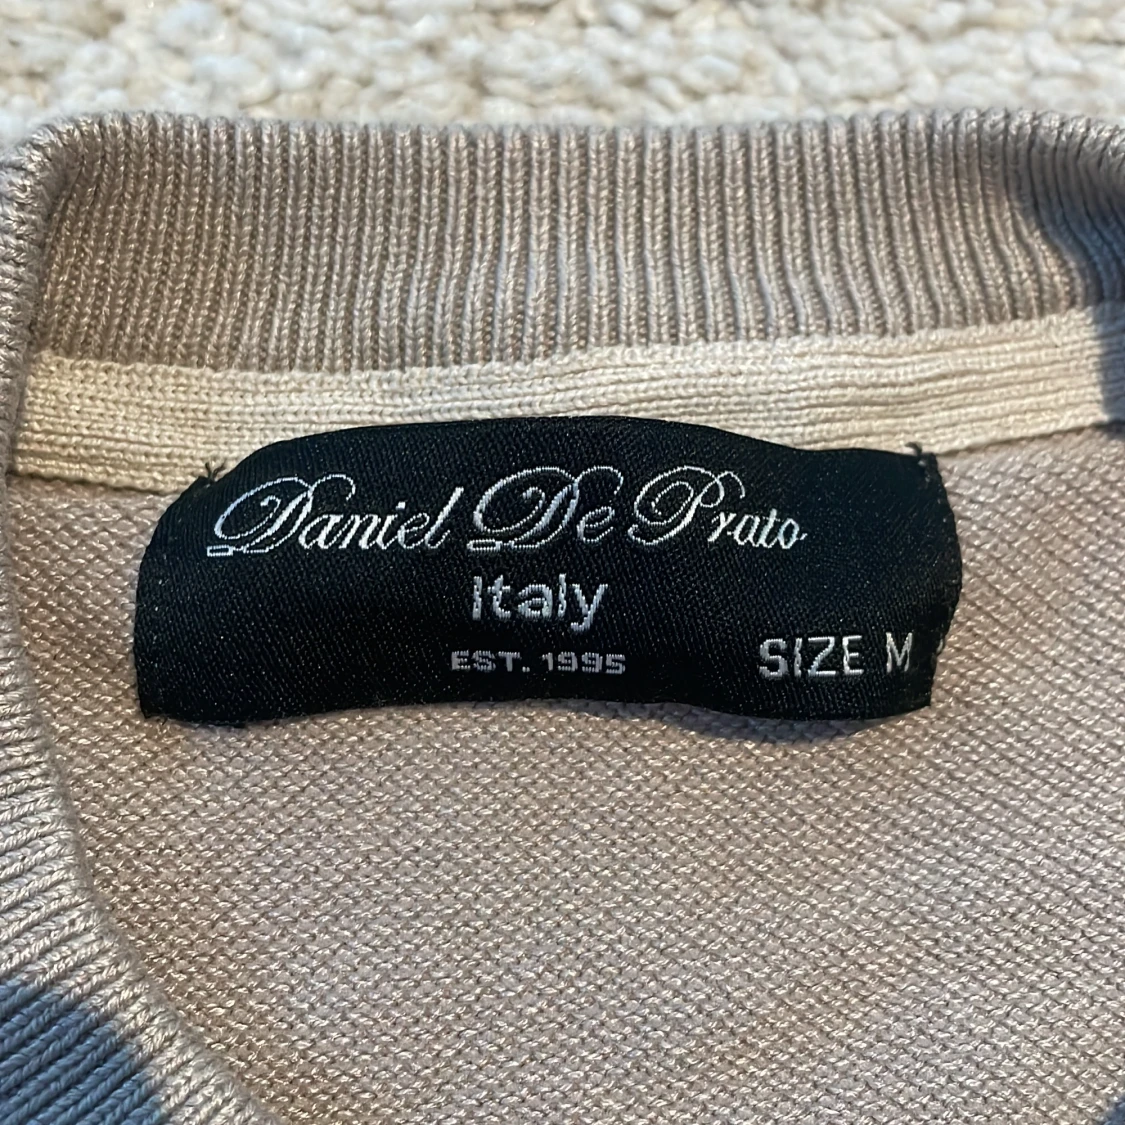 Daniel De Prato
Italy
EST. 1995
SIZE M